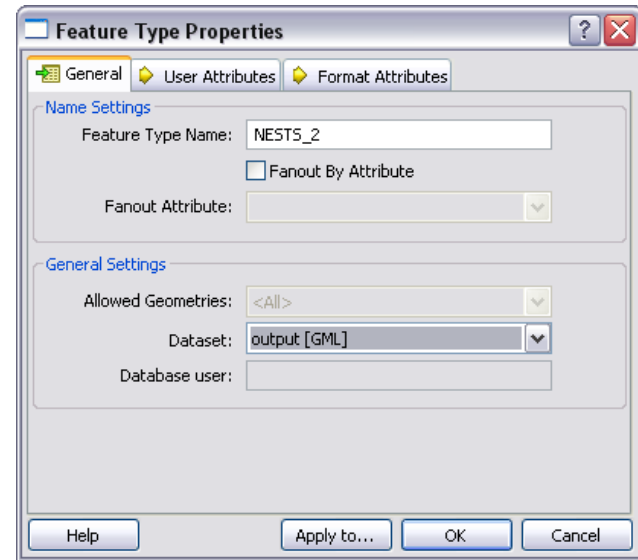 Feature Type Properties
General User Attributes Format Attributes
Name Settings
Feature Type Name: NESTS_2
Fanout By Attribute
Fanout Attribute:
General Settings
Allowed Geometries: <All>
Dataset: output [GML]
Database user:
Help Apply to... OK Cancel